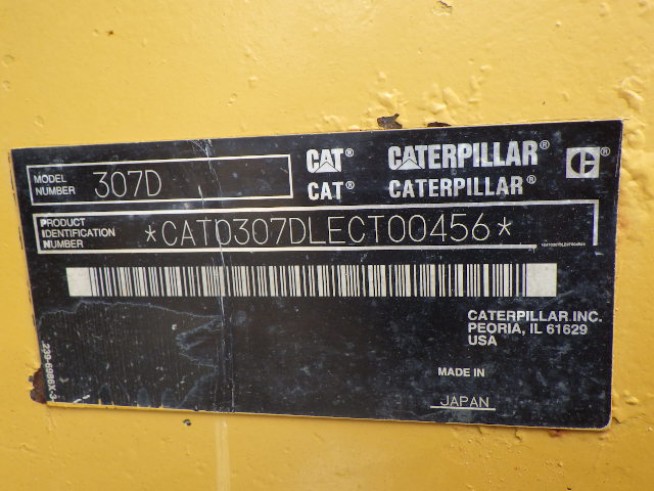 MODEL NUMBER 307D
CAT® CATERPILLAR®
CAT® CATERPILLAR®
PRODUCT IDENTIFICATION NUMBER *CAT0307DLECT00456*
CATERPILLAR INC.
PEORIA, IL 61629
USA
MADE IN
JAPAN